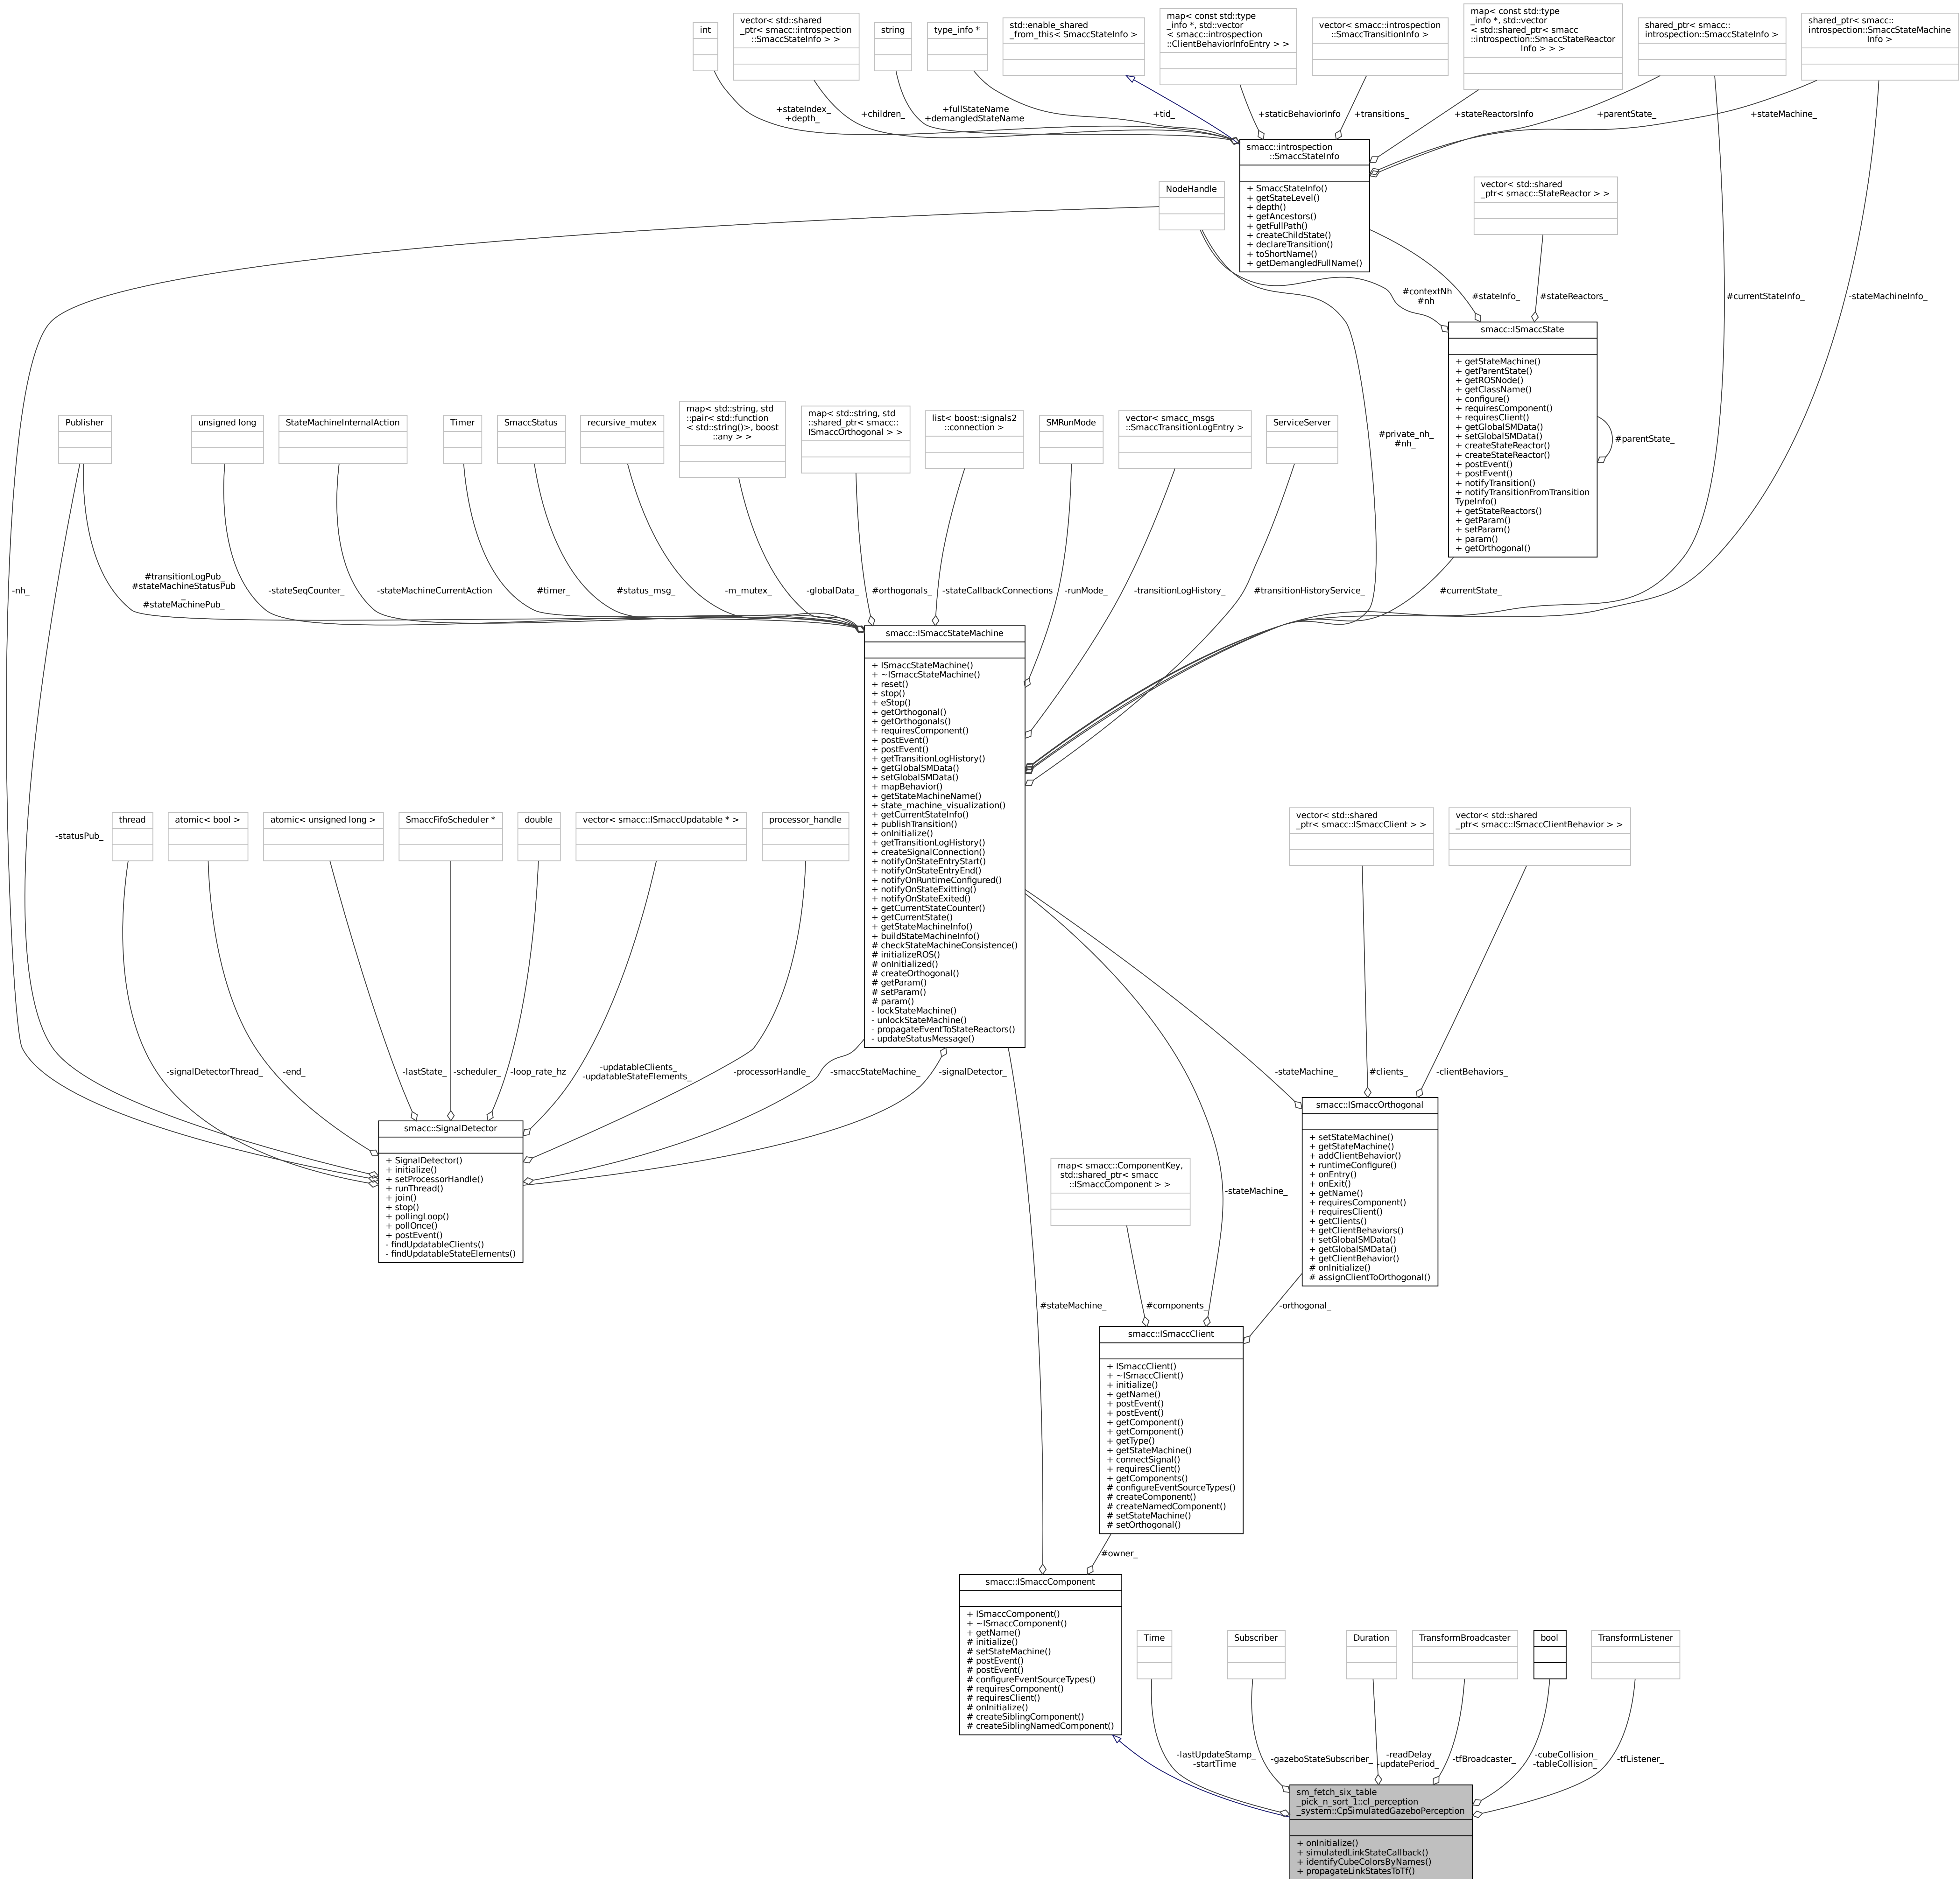 int
vector< std::shared
_ptr< smacc::introspection
::SmaccStateInfo > >
string
type_info *
std::enable_shared
_from_this< SmaccStateInfo >
map< const std::type
_info *, std::vector
< smacc::introspection
::ClientBehaviorInfoEntry > >
vector< smacc::introspection
::SmaccTransitionInfo >
map< const std::type
_info *, std::vector
< std::shared_ptr< smacc
::introspection::SmaccStateReactor
Info > > >
shared_ptr< smacc::
introspection::SmaccStateInfo >
shared_ptr< smacc::
introspection::SmaccStateMachine
Info >
+stateIndex_
+depth_
+children_
+fullStateName
+demangledStateName
+tid_
+staticBehaviorInfo
+transitions_
+stateReactorsInfo
+parentState_
+stateMachine_
smacc::introspection
::SmaccStateInfo
+ SmaccStateInfo()
+ getStateLevel()
+ depth()
+ getAncestors()
+ getFullPath()
+ createChildState()
+ declareTransition()
+ toShortName()
+ getDemangledFullName()
NodeHandle
vector< std::shared
_ptr< smacc::StateReactor > >
#contextNh
#nh
#stateInfo_
#stateReactors_
#currentStateInfo_
-stateMachineInfo_
smacc::ISmaccState
+ getStateMachine()
+ getParentState()
+ getROSNode()
+ getClassName()
+ configure()
+ requiresComponent()
+ requiresClient()
+ getGlobalSMData()
+ setGlobalSMData()
+ createStateReactor()
+ createStateReactor()
+ postEvent()
+ postEvent()
+ notifyTransition()
+ notifyTransitionFromTransition
TypeInfo()
+ getStateReactors()
+ getParam()
+ setParam()
+ param()
+ getOrthogonal()
#parentState_
Publisher
unsigned long
StateMachineInternalAction
Timer
SmaccStatus
recursive_mutex
map< std::string, std
::pair< std::function
< std::string()>, boost
::any > >
map< std::string, std
::shared_ptr< smacc::
ISmaccOrthogonal > >
list< boost::signals2
::connection >
SMRunMode
vector< smacc_msgs
::SmaccTransitionLogEntry >
ServiceServer
#private_nh_
#nh_
-nh_
#transitionLogPub_
#stateMachineStatusPub
_
#stateMachinePub_
-stateSeqCounter_
-stateMachineCurrentAction
#timer_
#status_msg_
-m_mutex_
-globalData_
#orthogonals_
-stateCallbackConnections
-runMode_
-transitionLogHistory_
#transitionHistoryService_
#currentState_
smacc::ISmaccStateMachine
+ ISmaccStateMachine()
+ ~ISmaccStateMachine()
+ reset()
+ stop()
+ eStop()
+ getOrthogonal()
+ getOrthogonals()
+ requiresComponent()
+ postEvent()
+ postEvent()
+ getTransitionLogHistory()
+ getGlobalSMData()
+ setGlobalSMData()
+ mapBehavior()
+ getStateMachineName()
+ state_machine_visualization()
+ getCurrentStateInfo()
+ publishTransition()
+ onInitialize()
+ getTransitionLogHistory()
+ createSignalConnection()
+ notifyOnStateEntryStart()
+ notifyOnStateEntryEnd()
+ notifyOnRuntimeConfigured()
+ notifyOnStateExitting()
+ notifyOnStateExited()
+ getCurrentStateCounter()
+ getCurrentState()
+ getStateMachineInfo()
+ buildStateMachineInfo()
# checkStateMachineConsistence()
# initializeROS()
# onInitialized()
# createOrthogonal()
# getParam()
# setParam()
# param()
- lockStateMachine()
- unlockStateMachine()
- propagateEventToStateReactors()
- updateStatusMessage()
-statusPub_
thread
atomic< bool >
atomic< unsigned long >
SmaccFifoScheduler *
double
vector< smacc::ISmaccUpdatable * >
processor_handle
vector< std::shared
_ptr< smacc::ISmaccClient > >
vector< std::shared
_ptr< smacc::ISmaccClientBehavior > >
-signalDetectorThread_
-end_
-lastState_
-scheduler_
-loop_rate_hz
-updatableClients_
-updatableStateElements_
-processorHandle_
-smaccStateMachine_
-signalDetector_
-stateMachine_
#clients_
-clientBehaviors_
smacc::SignalDetector
+ SignalDetector()
+ initialize()
+ setProcessorHandle()
+ runThread()
+ join()
+ stop()
+ pollingLoop()
+ pollOnce()
+ postEvent()
- findUpdatableClients()
- findUpdatableStateElements()
smacc::ISmaccOrthogonal
+ setStateMachine()
+ getStateMachine()
+ addClientBehavior()
+ runtimeConfigure()
+ onEntry()
+ onExit()
+ getName()
+ requiresComponent()
+ requiresClient()
+ getClients()
+ getClientBehaviors()
+ setGlobalSMData()
+ getGlobalSMData()
+ getClientBehavior()
# onInitialize()
# assignClientToOrthogonal()
map< smacc::ComponentKey,
std::shared_ptr< smacc
::ISmaccComponent > >
-stateMachine_
#stateMachine_
#components_
-orthogonal_
smacc::ISmaccClient
+ ISmaccClient()
+ ~ISmaccClient()
+ initialize()
+ getName()
+ postEvent()
+ postEvent()
+ getComponent()
+ getComponent()
+ getType()
+ getStateMachine()
+ connectSignal()
+ requiresClient()
+ getComponents()
# configureEventSourceTypes()
# createComponent()
# createNamedComponent()
# setStateMachine()
# setOrthogonal()
#owner_
smacc::ISmaccComponent
+ ISmaccComponent()
+ ~ISmaccComponent()
+ getName()
# initialize()
# setStateMachine()
# postEvent()
# postEvent()
# configureEventSourceTypes()
# requiresComponent()
# requiresClient()
# onInitialize()
# createSiblingComponent()
# createSiblingNamedComponent()
Time
Subscriber
Duration
TransformBroadcaster
bool
TransformListener
-lastUpdateStamp_
-startTime
-gazeboStateSubscriber_
-readDelay
-updatePeriod_
-tfBroadcaster_
-cubeCollision_
-tableCollision_
-tfListener_
sm_fetch_six_table
_pick_n_sort_1::cl_perception
_system::CpSimulatedGazeboPerception
+ onInitialize()
+ simulatedLinkStateCallback()
+ identifyCubeColorsByNames()
+ propagateLinkStatesToTf()